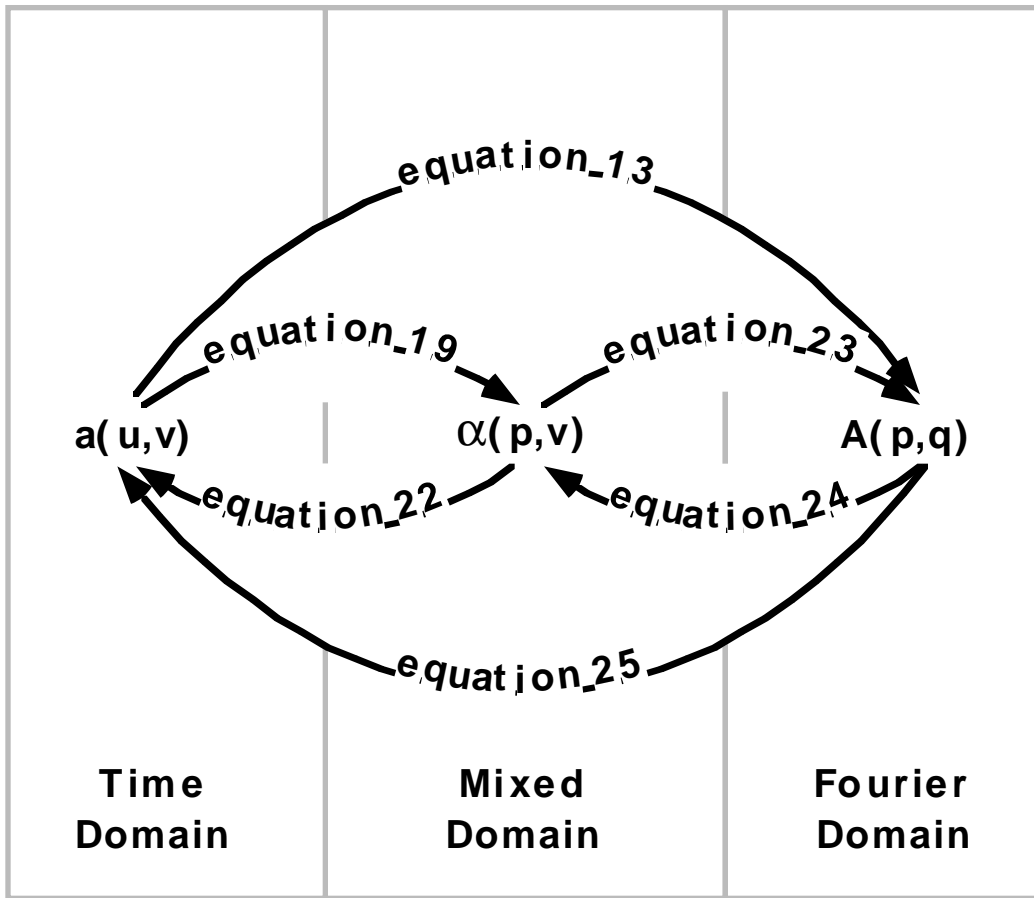 equation_13
equation_19
equation_23
a(u,v)
α(p,v)
A(p,q)
equation_22
equation_24
equation_25
Time
Domain
Mixed
Domain
Fourier
Domain